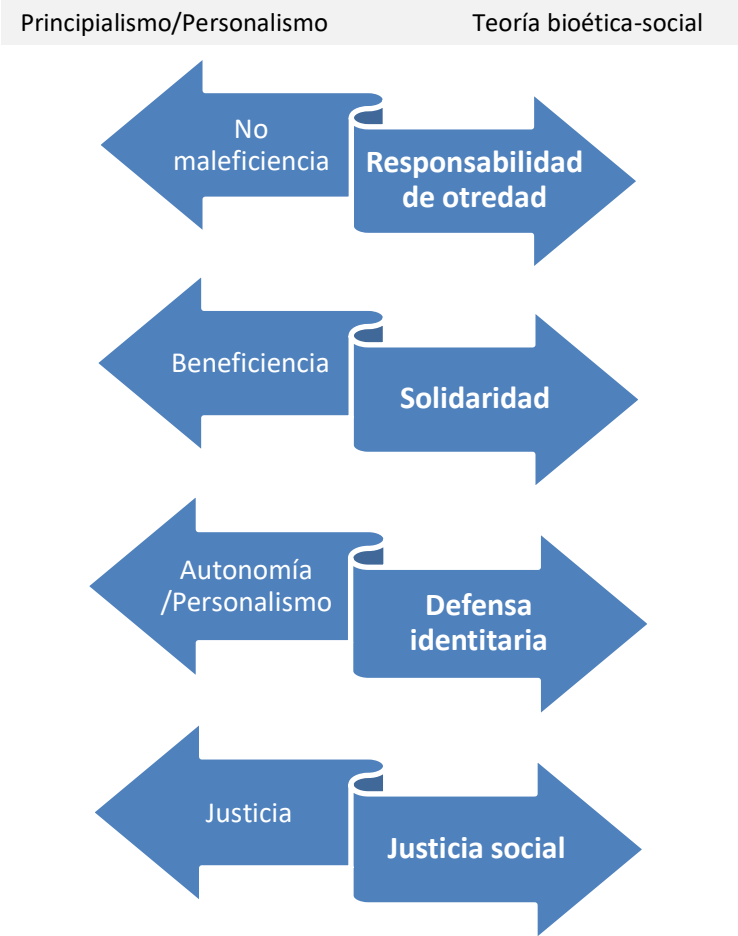 Principialismo/Personalismo
Teoría bioética-social
No
maleficiencia
Responsabilidad
de otredad
Beneficiencia
Solidaridad
Autonomía
/Personalismo
Defensa
identitaria
Justicia
Justicia social